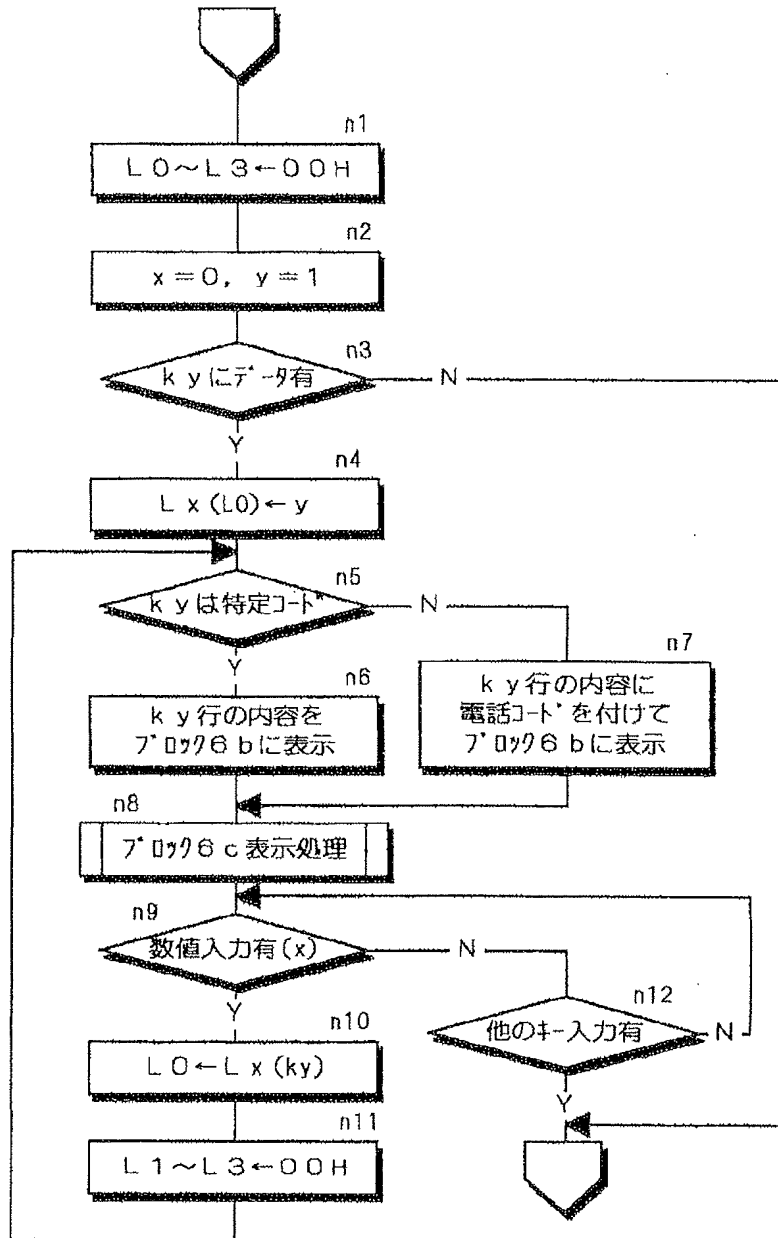 n1
L0～L3←00H
n2
x＝0, y＝1
n3
kyにデータ有
N
Y
n4
Lx(L0)←y
n5
kyは特定コード
N
Y
n6
ky行の内容を
ブロック6bに表示
n7
ky行の内容に
電話コードを付けて
ブロック6bに表示
n8
ブロック6c表示処理
n9
数値入力有(x)
N
Y
n10
L0←Lx(ky)
n11
L1～L3←00H
n12
他のキー入力有
N
Y